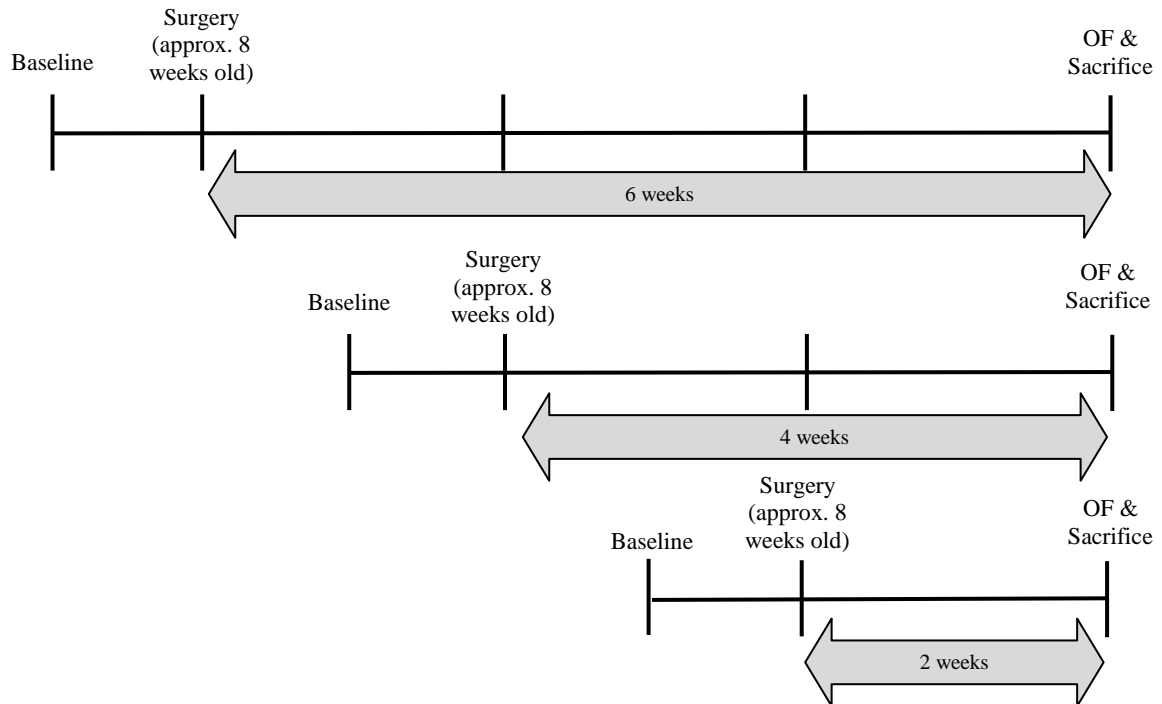 Baseline
Surgery
(approx. 8
weeks old)
OF &
Sacrifice
6 weeks
Baseline
Surgery
(approx. 8
weeks old)
OF &
Sacrifice
4 weeks
Baseline
Surgery
(approx. 8
weeks old)
OF &
Sacrifice
2 weeks